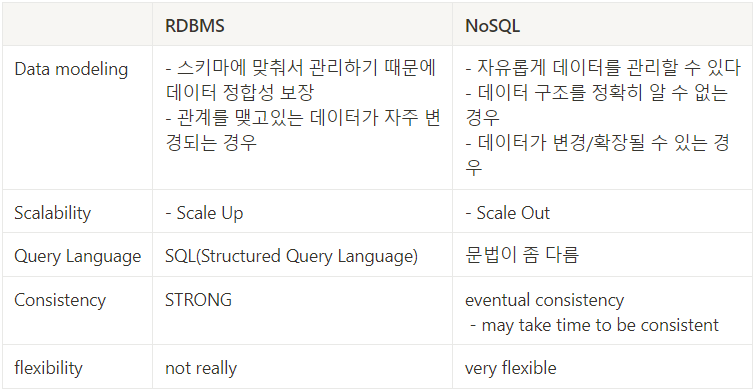 RDBMS NoSQL
Data modeling
- 스키마에 맞춰서 관리하기 때문에
데이터 정합성 보장
- 관계를 맺고있는 데이터가 자주 변
경되는 경우
- 자유롭게 데이터를 관리할 수 있다
- 데이터 구조를 정확히 알 수 없는
경우
- 데이터가 변경/확장될 수 있는 경
우
Scalability - Scale Up - Scale Out
Query Language SQL(Structured Query Language) 문법이 좀 다름
Consistency STRONG eventual consistency
- may take time to be consistent
flexibility not really very flexible